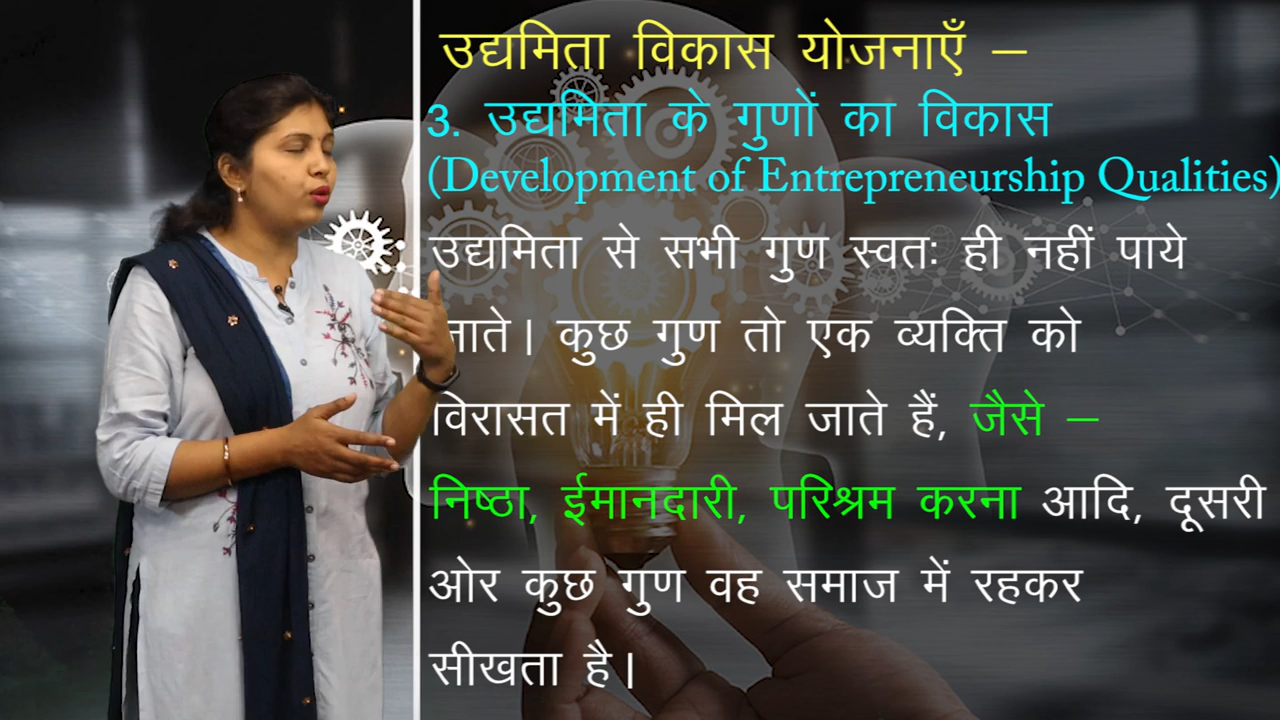 उद्यमिता विकास योजनाएँ –
3. उद्यमिता के गुणों का विकास
(Development of Entrepreneurship Qualities)
उद्यमिता से सभी गुण स्वतः ही नहीं पाये
जाते। कुछ गुण तो एक व्यक्ति को
विरासत में ही मिल जाते हैं, जैसे –
निष्ठा, ईमानदारी, परिश्रम करना आदि, दूसरी
ओर कुछ गुण वह समाज में रहकर
सीखता है।